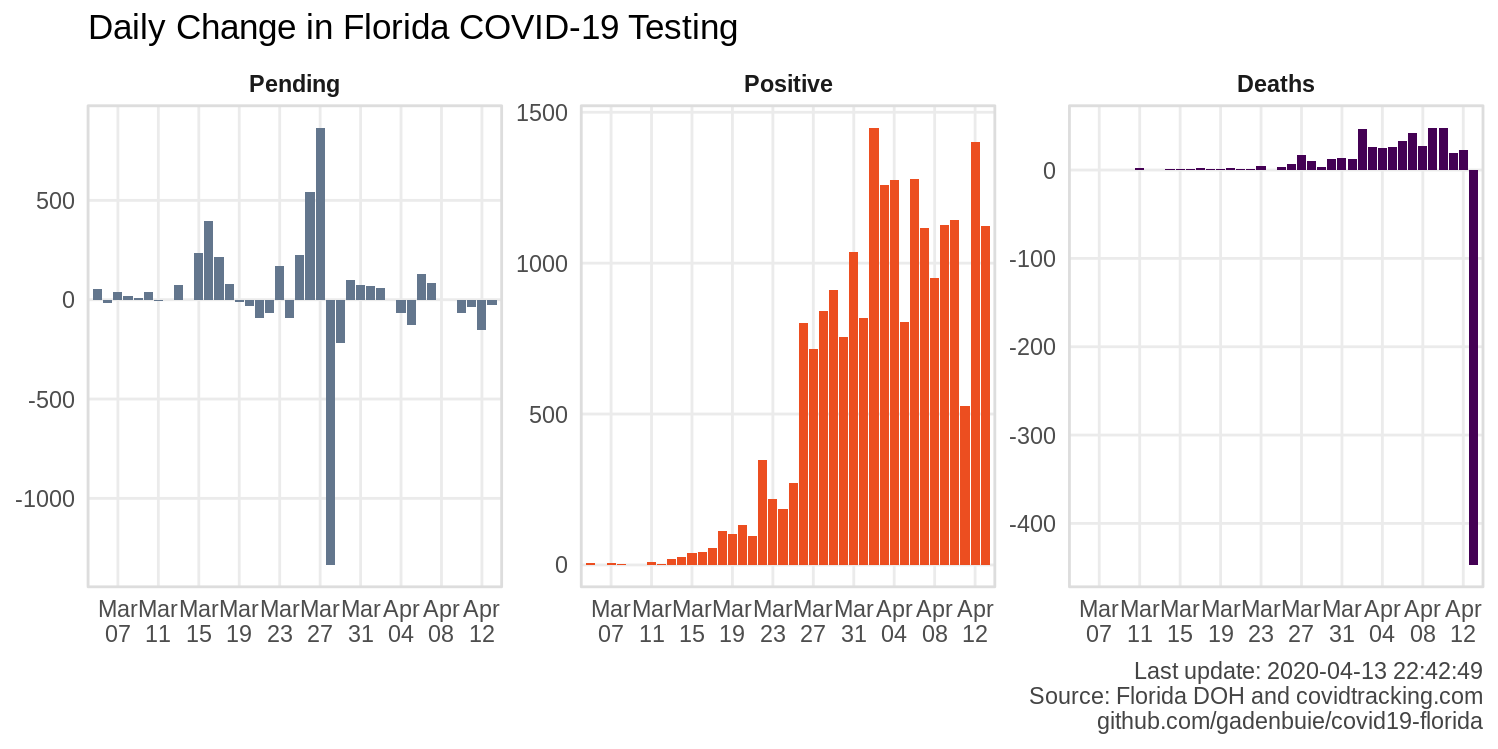 Daily Change in Florida COVID-19 Testing
Pending
500
0
-500
-1000
Mar Mar Mar Mar Mar Mar Mar Apr Apr Apr
07 11 15 19 23 27 31 04 08 12
Positive
1500
1000
500
0
Mar Mar Mar Mar Mar Mar Mar Apr Apr Apr
07 11 15 19 23 27 31 04 08 12
Deaths
0
-100
-200
-300
-400
Mar Mar Mar Mar Mar Mar Mar Apr Apr Apr
07 11 15 19 23 27 31 04 08 12
Last update: 2020-04-13 22:42:49
Source: Florida DOH and covidtracking.com
github.com/gadenbuie/covid19-florida